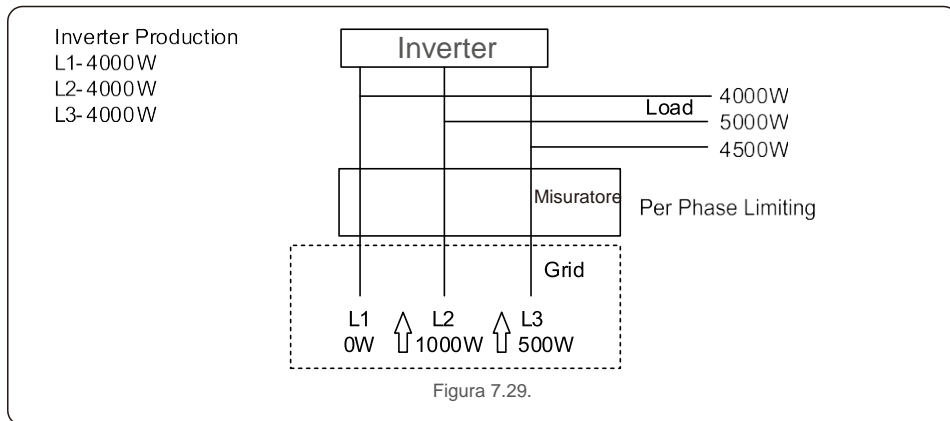 Inverter Production
L1-4000W
L2-4000W
L3-4000W
Inverter
Load
4000W
5000W
4500W
Misuratore
Per Phase Limiting
Grid
L1 L2 L3
0W 1000W 500W
Figura 7.29.